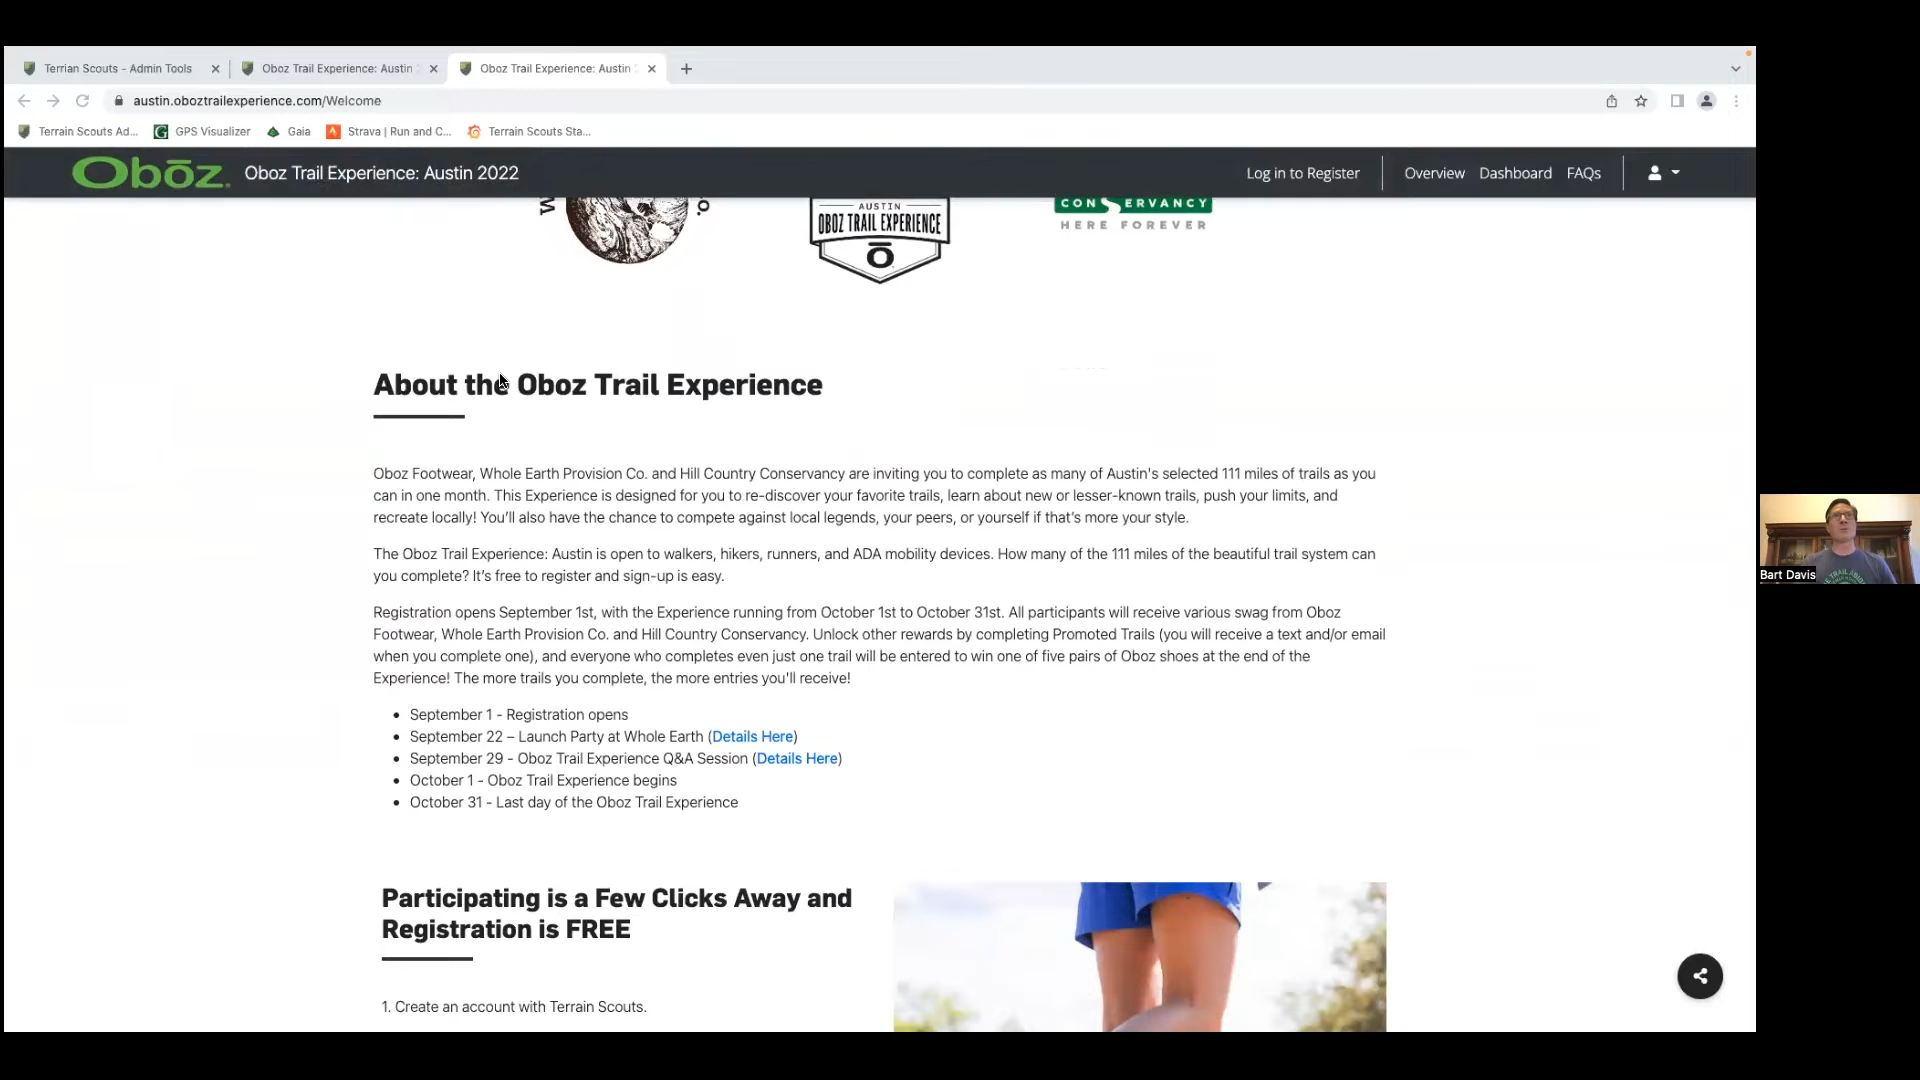 Terrian Scouts - Admin Tools
Oboz Trail Experience: Austin
Oboz Trail Experience: Austin
austin.oboztrailexperience.com/Welcome
Terrain Scouts Ad...
GPS Visualizer
Gaia
Strava | Run and C...
Terrain Scouts Sta...
Obōz.
Oboz Trail Experience: Austin 2022
Log in to Register
Overview
Dashboard
FAQs
AUSTIN
OBOZ TRAIL EXPERIENCE
CONSERVANCY
HERE FOREVER
About the Oboz Trail Experience
Oboz Footwear, Whole Earth Provision Co. and Hill Country Conservancy are inviting you to complete as many of Austin's selected 111 miles of trails as you
can in one month. This Experience is designed for you to re-discover your favorite trails, learn about new or lesser-known trails, push your limits, and
recreate locally! You’ll also have the chance to compete against local legends, your peers, or yourself if that’s more your style.
The Oboz Trail Experience: Austin is open to walkers, hikers, runners, and ADA mobility devices. How many of the 111 miles of the beautiful trail system can
you complete? It’s free to register and sign-up is easy.
Registration opens September 1st, with the Experience running from October 1st to October 31st. All participants will receive various swag from Oboz
Footwear, Whole Earth Provision Co. and Hill Country Conservancy. Unlock other rewards by completing Promoted Trails (you will receive a text and/or email
when you complete one), and everyone who completes even just one trail will be entered to win one of five pairs of Oboz shoes at the end of the
Experience! The more trails you complete, the more entries you'll receive!
• September 1 - Registration opens
• September 22 – Launch Party at Whole Earth (Details Here)
• September 29 - Oboz Trail Experience Q&A Session (Details Here)
• October 1 - Oboz Trail Experience begins
• October 31 - Last day of the Oboz Trail Experience
Participating is a Few Clicks Away and
Registration is FREE
1. Create an account with Terrain Scouts.
Bart Davis